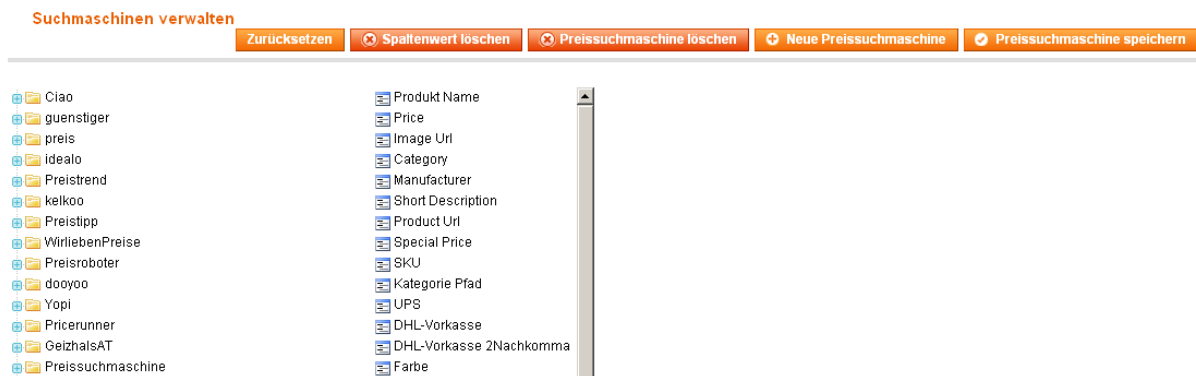 Suchmaschinen verwalten
Zurücksetzen Spaltenwert löschen Preissuchmaschine löschen Neue Preissuchmaschine Preissuchmaschine speichern
Ciao Produkt Name
guenstiger Price
preis Image Url
idealo Category
Preistrend Manufacturer
kelkoo Short Description
Preistipp Product Url
WirliebenPreise Special Price
Preisroboter SKU
dooyoo Kategorie Pfad
Yopi UPS
Pricerunner DHL-Vorkasse
GeizhalsAT DHL-Vorkasse 2Nachkomma
Preissuchmaschine Farbe